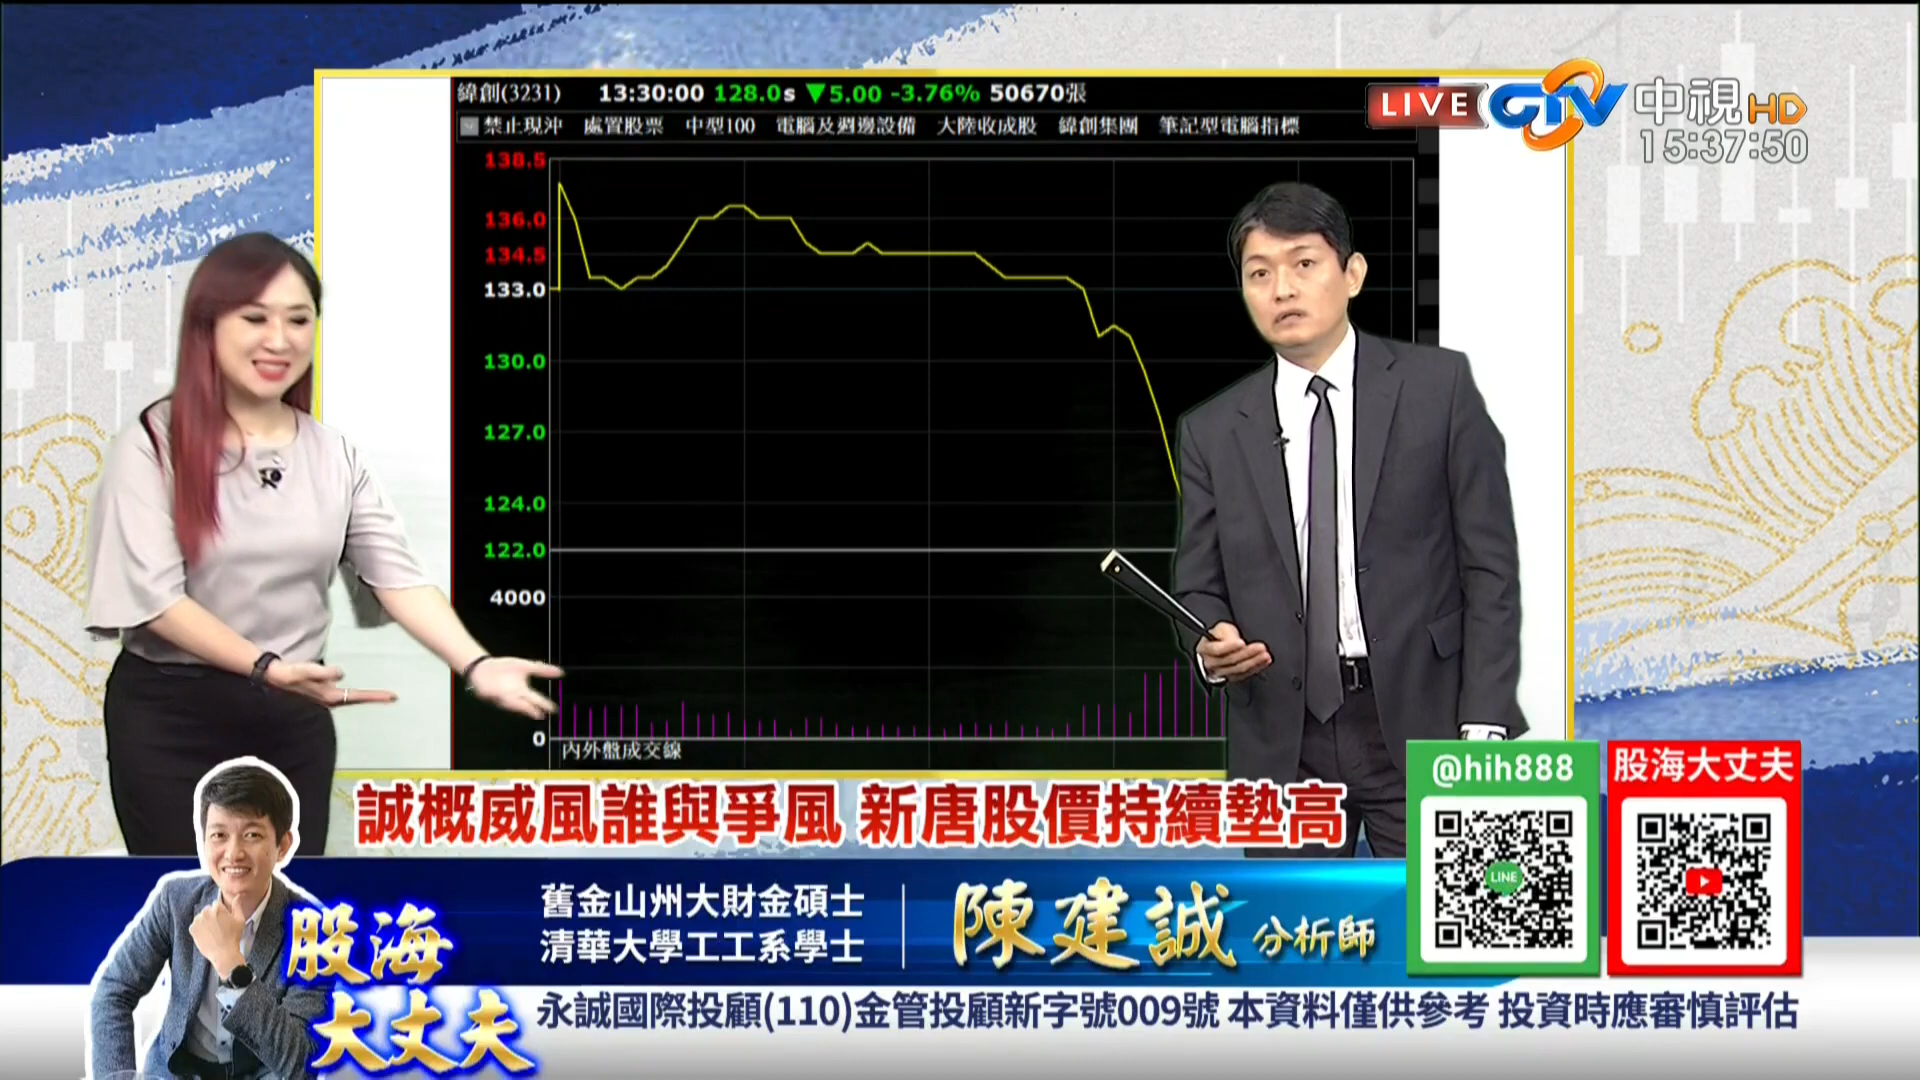 緯創(3231) 13:30:00 128.0s ▼5.00 -3.76% 50670張
禁止現沖 處置股票 中型100 電腦及週邊設備 大陸收成股 緯創集團 筆記型電腦指標
LIVE CTV 中視HD
15:37:50
138.5
136.0
134.5
133.0
130.0
127.0
124.0
122.0
4000
0
內外盤成交線
誠概威風誰與爭風 新唐股價持續墊高
@hih888
LINE
股海大丈夫
股海
大丈夫
舊金山州大財金碩士
清華大學工工系學士
陳建誠 分析師
永誠國際投顧(110)金管投顧新字號009號 本資料僅供參考 投資時應審慎評估